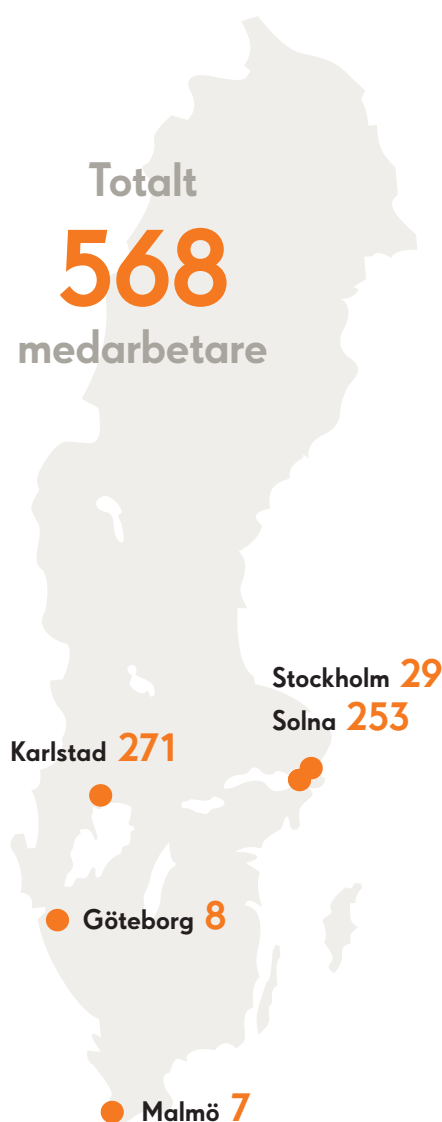 Totalt
568
medarbetare
Stockholm 29
Solna 253
Karlstad 271
Göteborg 8
Malmö 7